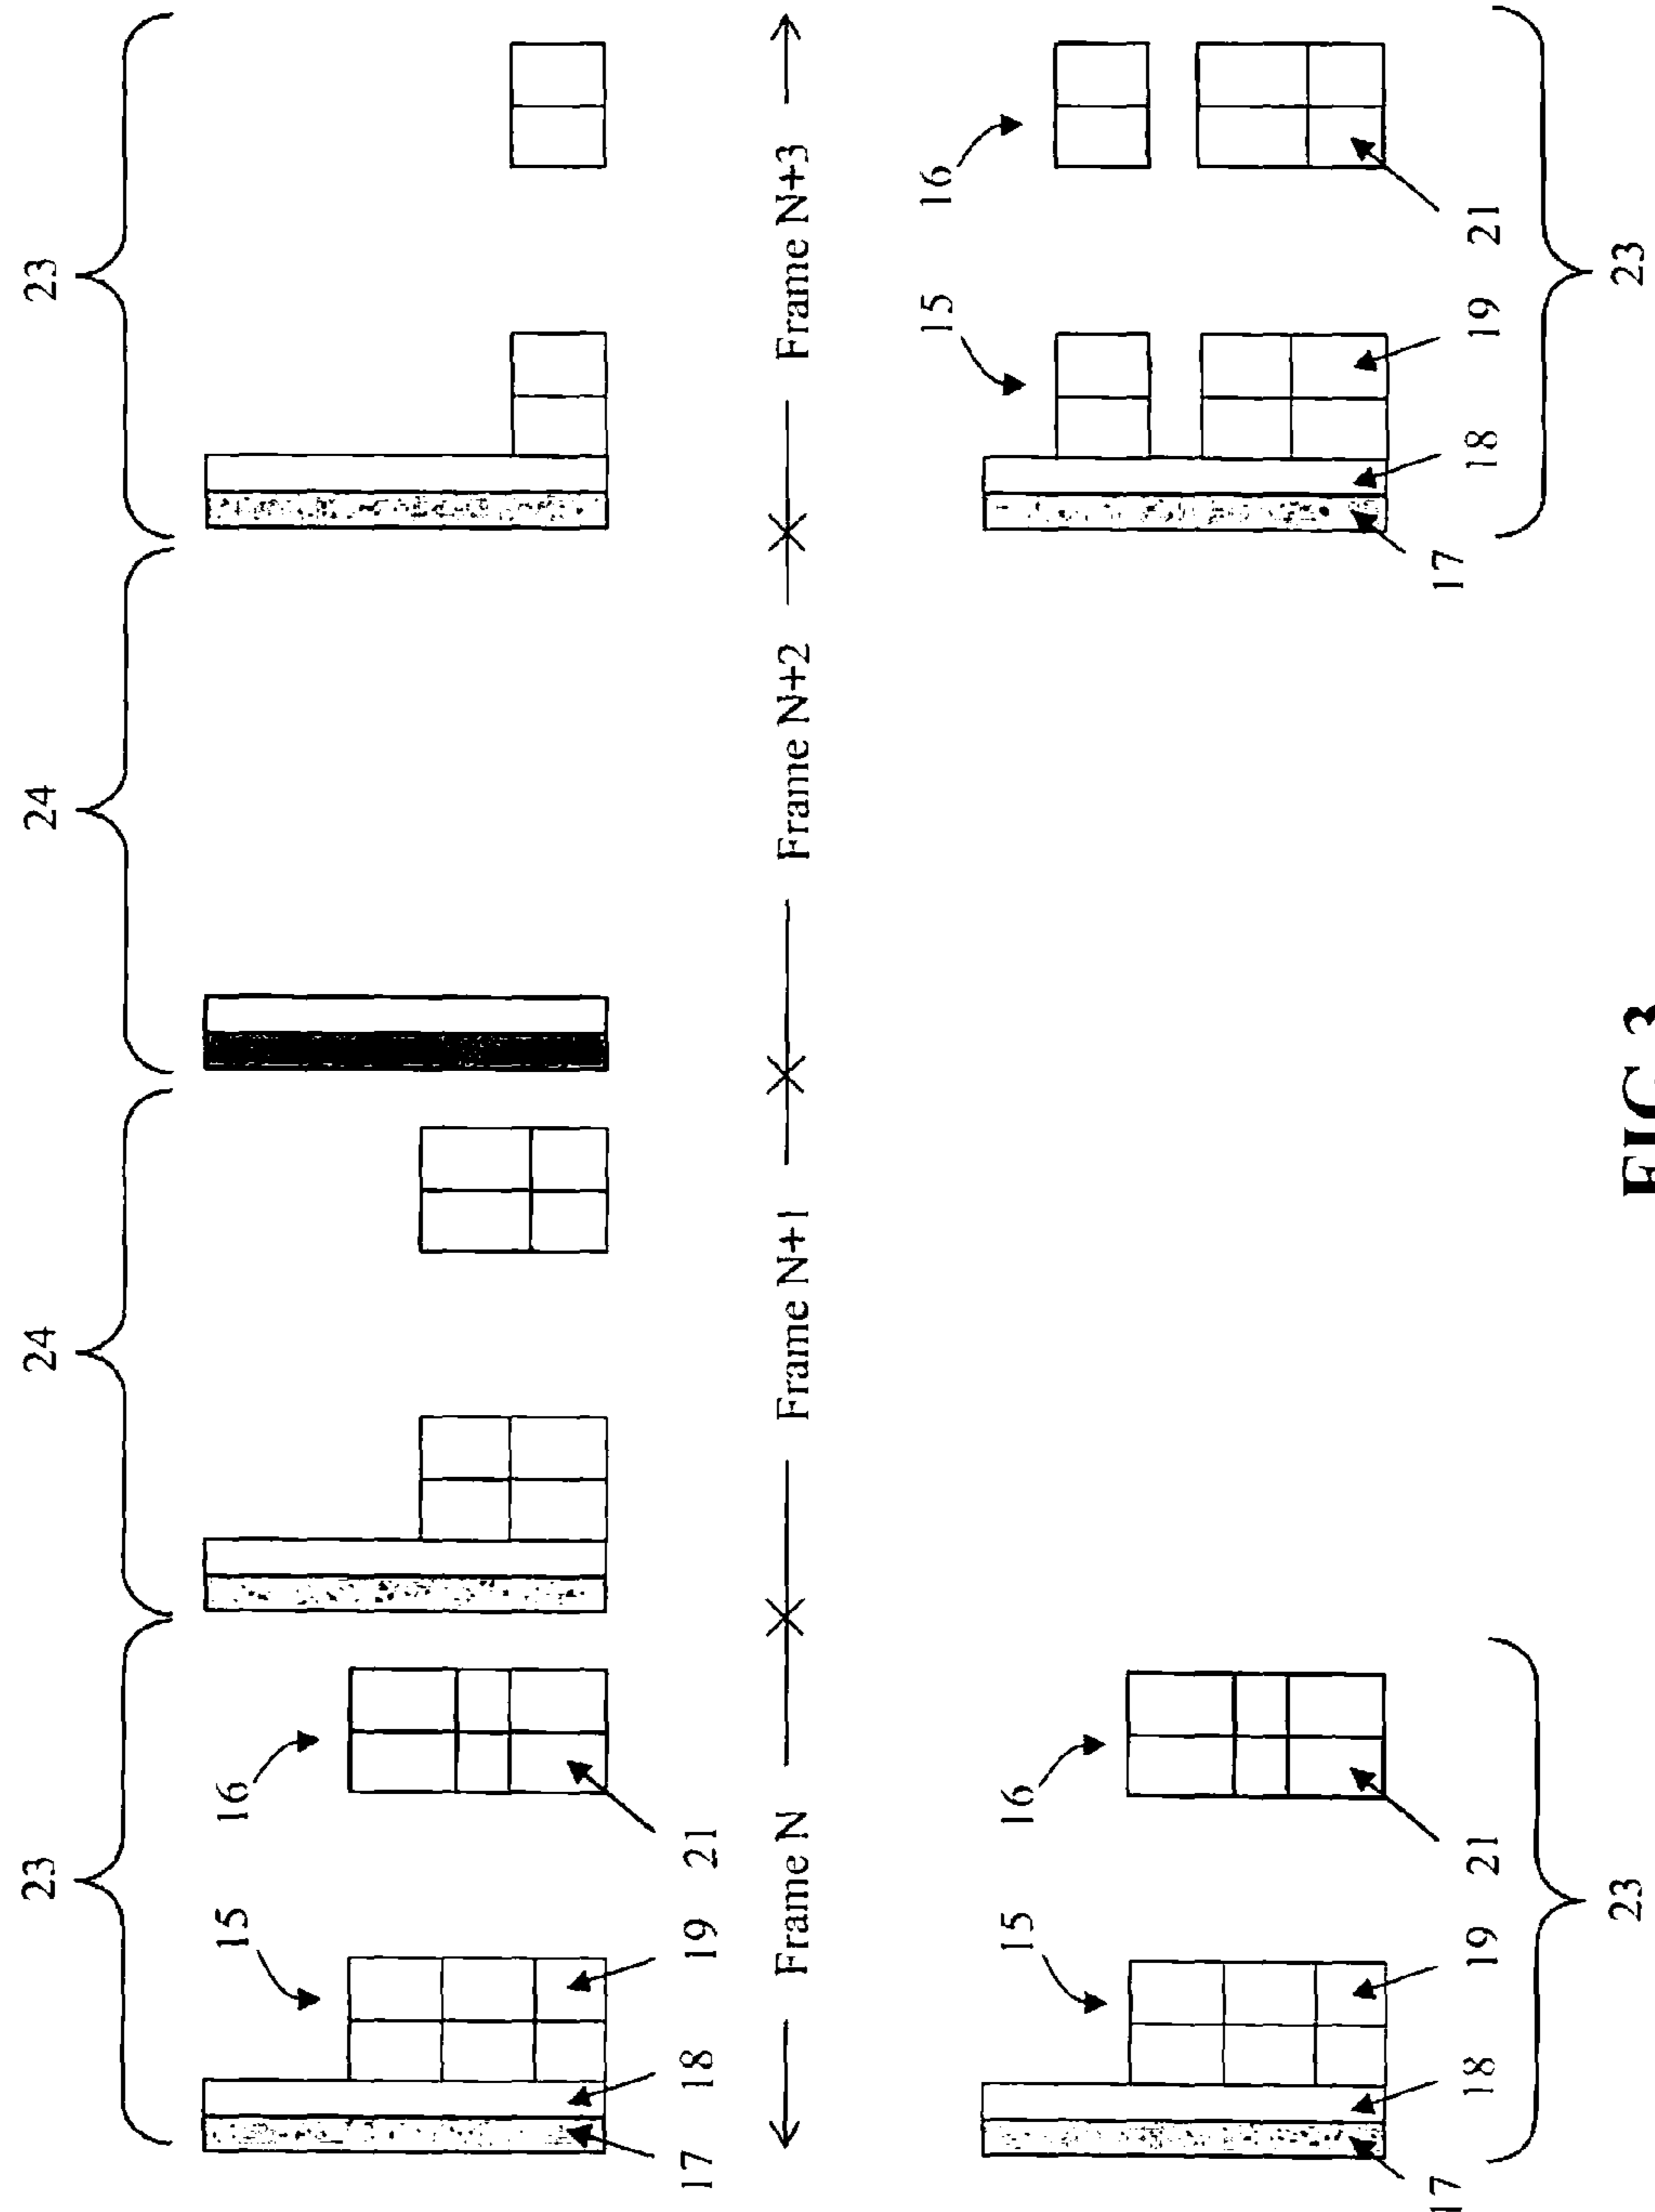 23 24 24 23
15 16
17 18 19 21
Frame N Frame N+1 Frame N+2 Frame N+3
15 16 15 16
17 18 19 21 17 18 19 21
23 23
FIG 3